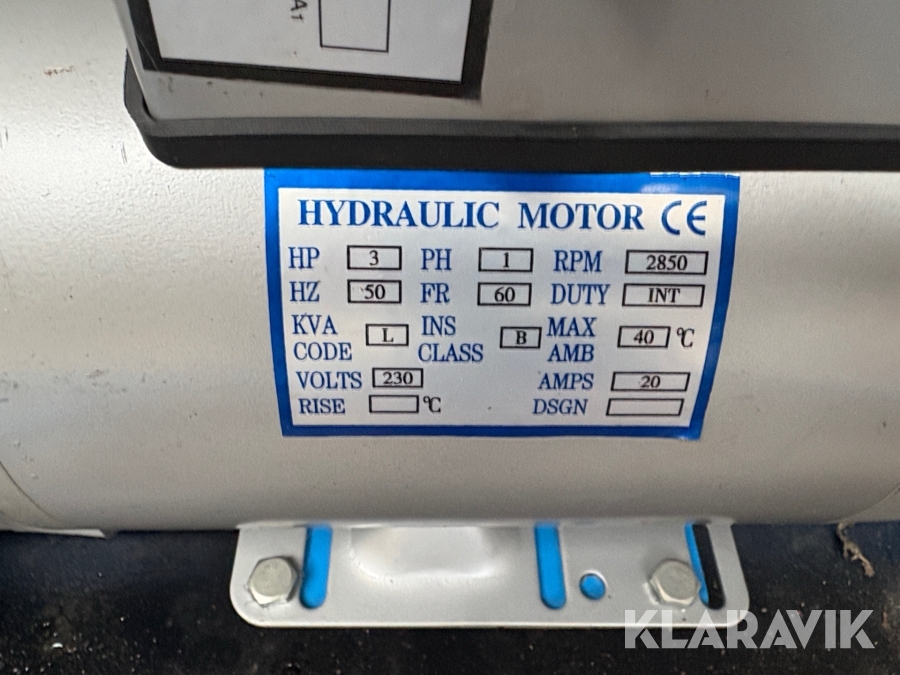 A1
HYDRAULIC MOTOR CE
HP 3 PH 1 RPM 2850
HZ 50 FR 60 DUTY INT
KVA CODE L INS CLASS B MAX AMB 40 °C
VOLTS 230 AMPS 20
RISE °C DSGN
KLARAVIK